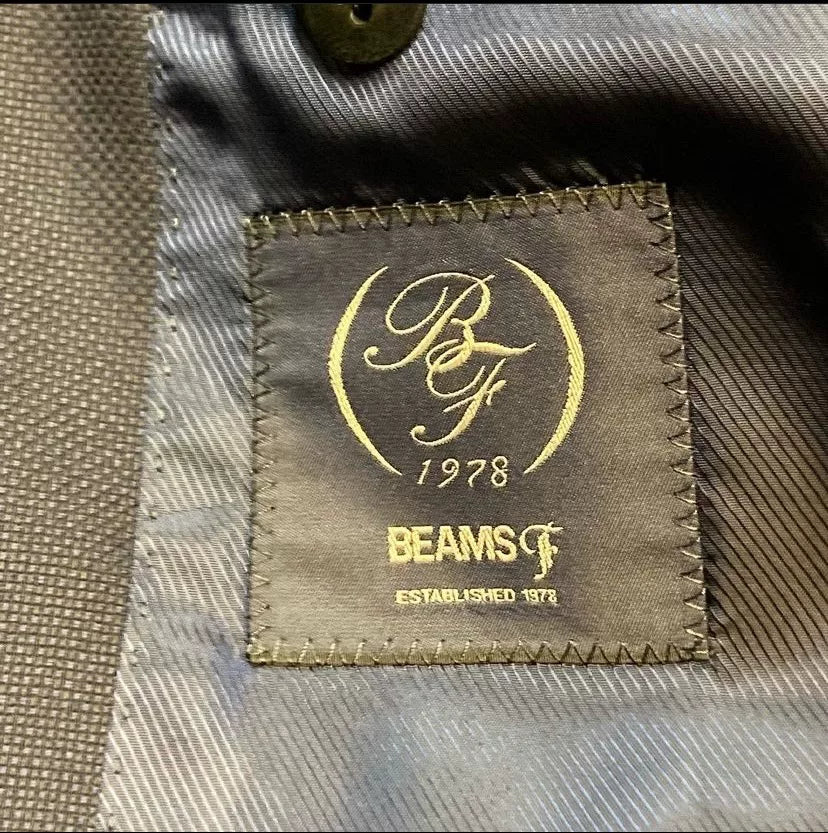 BF
1978
BEAMS F
ESTABLISHED 1978